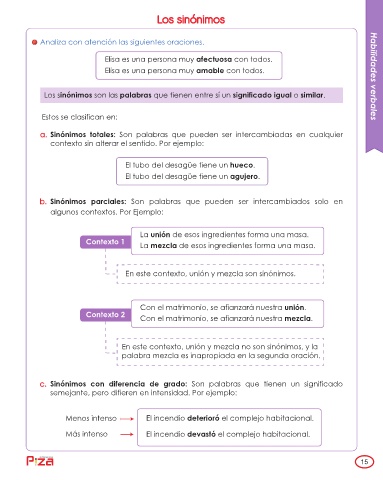 Los sinónimos
Analiza con atención las siguientes oraciones.
Elisa es una persona muy afectuosa con todos.
Elisa es una persona muy amable con todos.
Los sinónimos son las palabras que tienen entre sí un significado igual o similar.
Estos se clasifican en:
a. Sinónimos totales: Son palabras que pueden ser intercambiadas en cualquier
contexto sin alterar el sentido. Por ejemplo:
El tubo del desagüe tiene un hueco.
El tubo del desagüe tiene un agujero.
b. Sinónimos parciales: Son palabras que pueden ser intercambiados solo en
algunos contextos. Por Ejemplo:
Contexto 1
La unión de esos ingredientes forma una masa.
La mezcla de esos ingredientes forma una masa.
En este contexto, unión y mezcla son sinónimos.
Contexto 2
Con el matrimonio, se afianzará nuestra unión.
Con el matrimonio, se afianzará nuestra mezcla.
En este contexto, unión y mezcla no son sinónimos, y la
palabra mezcla es inapropiada en la segunda oración.
c. Sinónimos con diferencia de grado: Son palabras que tienen un significado
semejante, pero difieren en intensidad. Por ejemplo:
Menos intenso El incendio deterioró el complejo habitacional.
Más intenso El incendio devastó el complejo habitacional.
Habilidades verbales
15